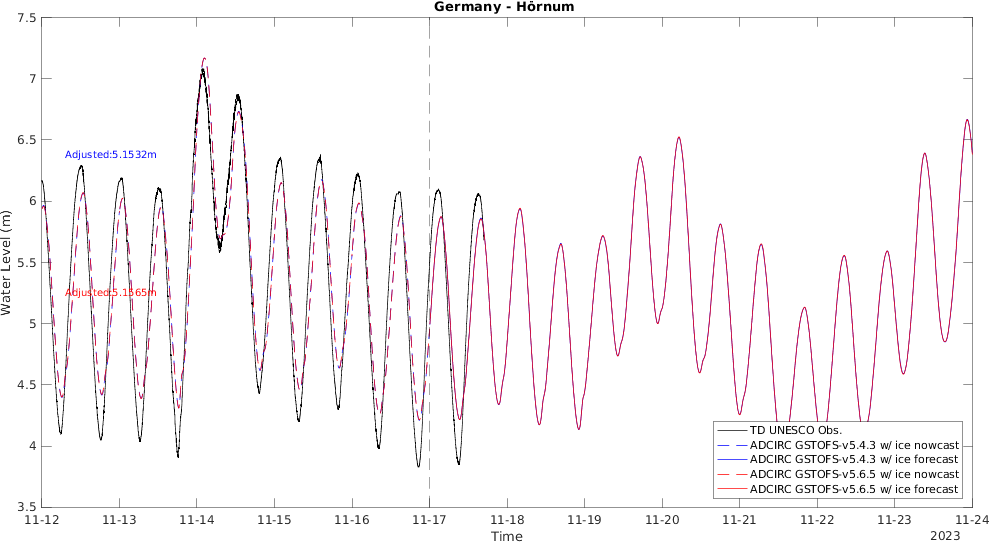 Germany - Hörnum
7.5
7
6.5
6
5.5
5
4.5
4
3.5
Water Level (m)
Adjusted:5.1532m
Adjusted:5.1565m
TD UNESCO Obs.
ADCIRC GSTOFS-v5.4.3 w/ ice nowcast
ADCIRC GSTOFS-v5.4.3 w/ ice forecast
ADCIRC GSTOFS-v5.6.5 w/ ice nowcast
ADCIRC GSTOFS-v5.6.5 w/ ice forecast
11-12 11-13 11-14 11-15 11-16 11-17 11-18 11-19 11-20 11-21 11-22 11-23 11-24
Time
2023